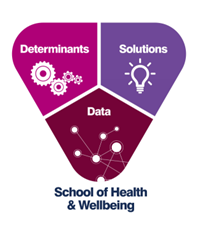 Determinants
Solutions
Data
School of Health
& Wellbeing